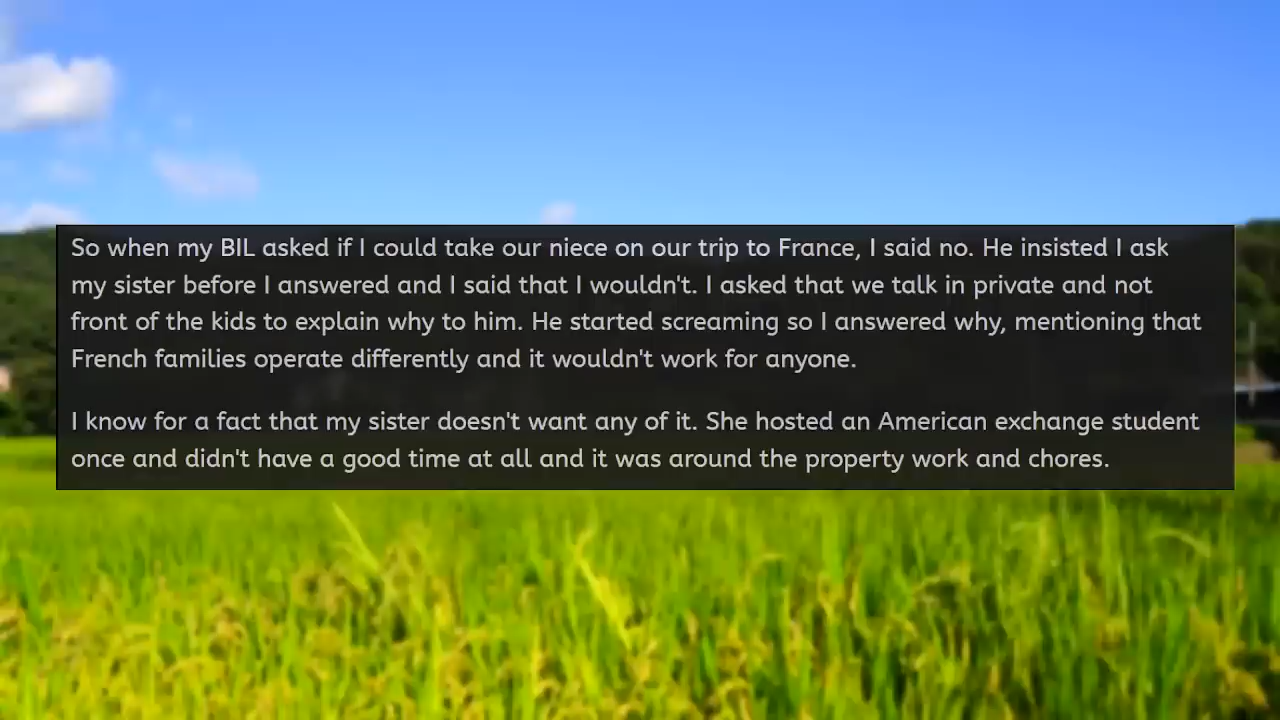 So when my BIL asked if I could take our niece on our trip to France, I said no. He insisted I ask
my sister before I answered and I said that I wouldn't. I asked that we talk in private and not
front of the kids to explain why to him. He started screaming so I answered why, mentioning that
French families operate differently and it wouldn't work for anyone.
I know for a fact that my sister doesn't want any of it. She hosted an American exchange student
once and didn't have a good time at all and it was around the property work and chores.